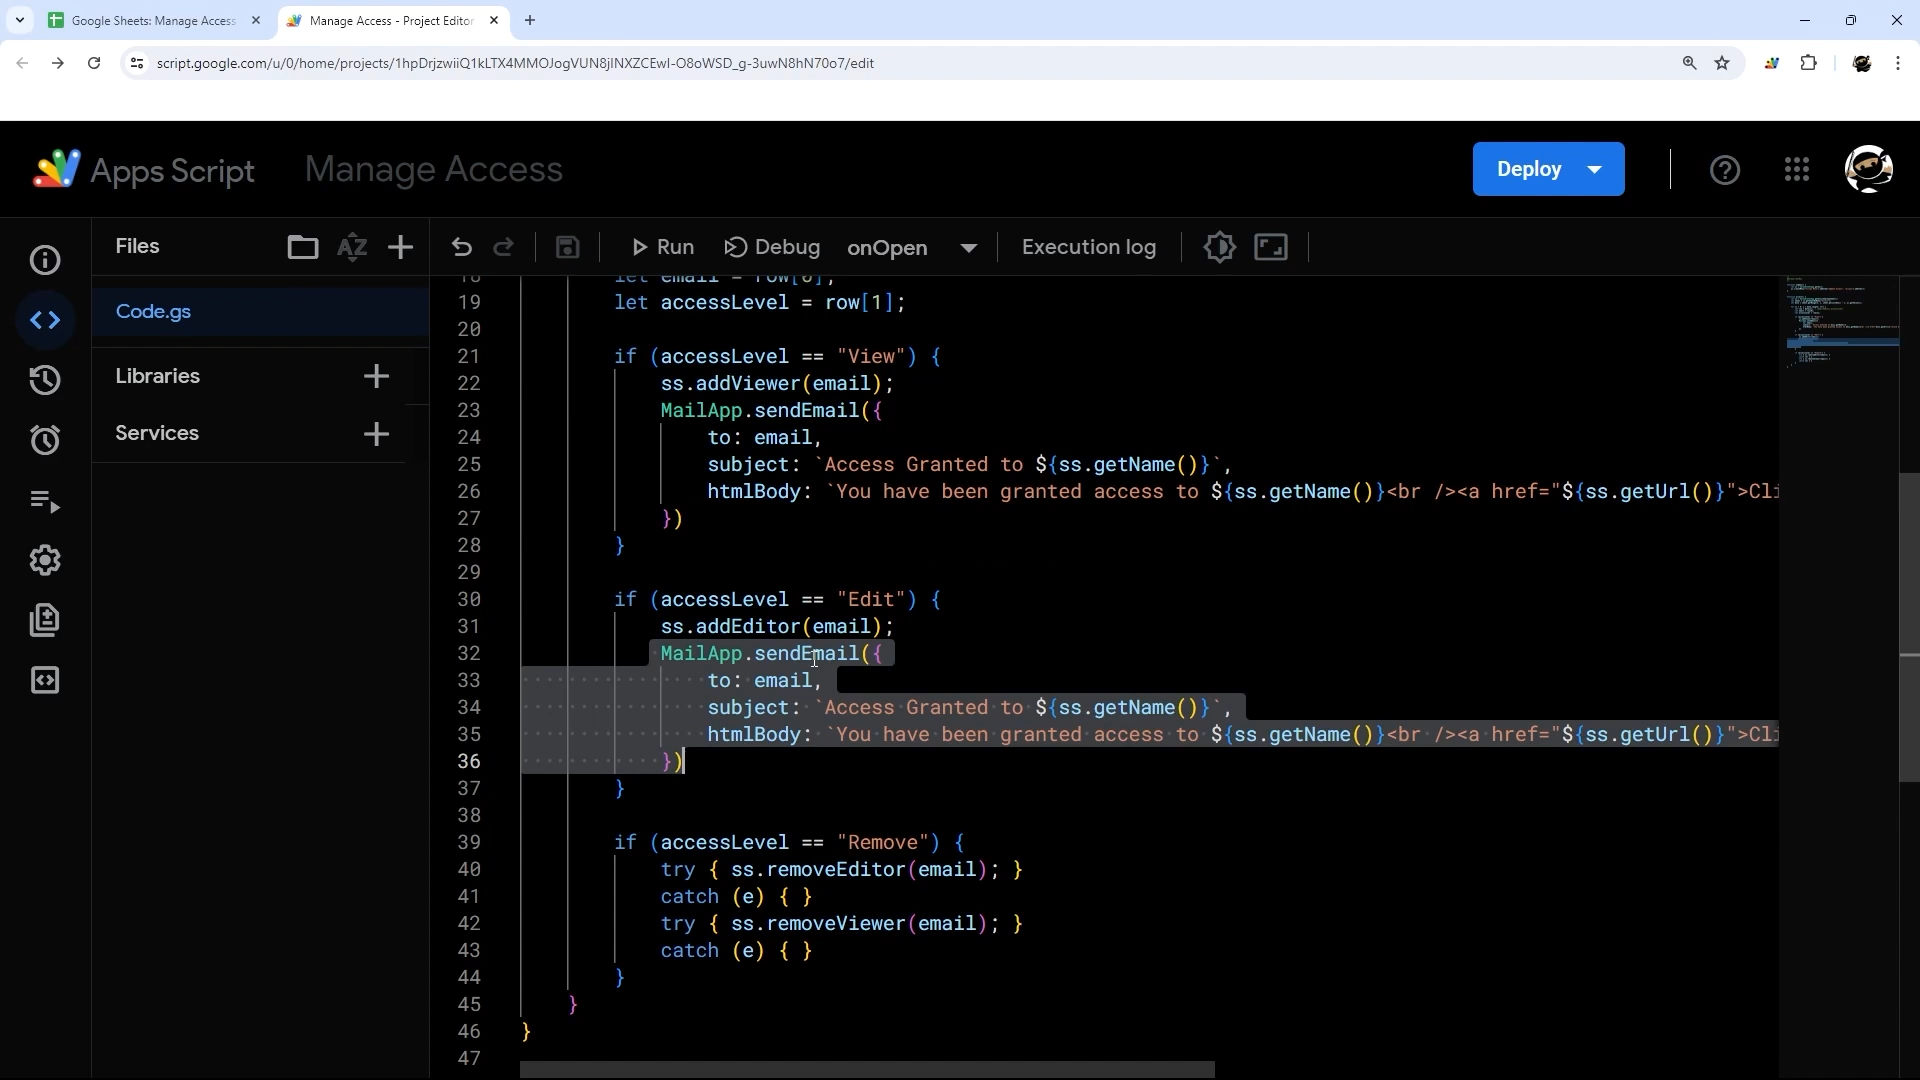 Google Sheets: Manage Access
Manage Access - Project Editor
script.google.com/u/0/home/projects/1hpDrjzwiiQ1kLTX4MMOJogVUN8jlNXZCEwI-O8oWSD_g-3uwN8hN70o7/edit
Apps Script
Manage Access
Deploy
Files
AZ
Run
Debug
onOpen
Execution log
Code.gs
Libraries
Services
18 let email = row[0];
19 let accessLevel = row[1];
20
21 if (accessLevel == "View") {
22 ss.addViewer(email);
23 MailApp.sendEmail({
24 to: email,
25 subject: `Access Granted to ${ss.getName()}`,
26 htmlBody: `You have been granted access to ${ss.getName()}<br /><a href="${ss.getUrl()}">Cli
27 })
28 }
29
30 if (accessLevel == "Edit") {
31 ss.addEditor(email);
32 MailApp.sendEmail({
33 to: email,
34 subject: `Access Granted to ${ss.getName()}`,
35 htmlBody: `You have been granted access to ${ss.getName()}<br /><a href="${ss.getUrl()}">Cli
36 })
37 }
38
39 if (accessLevel == "Remove") {
40 try { ss.removeEditor(email); }
41 catch (e) { }
42 try { ss.removeViewer(email); }
43 catch (e) { }
44 }
45 }
46 }
47